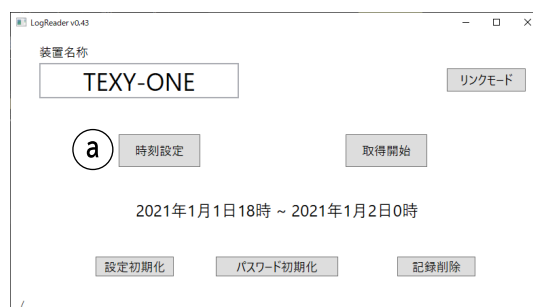 LogReader v0.43
装置名称
TEXY-ONE
リンクモード
a
時刻設定
取得開始
2021年1月1日18時 ~ 2021年1月2日0時
設定初期化
パスワード初期化
記録削除